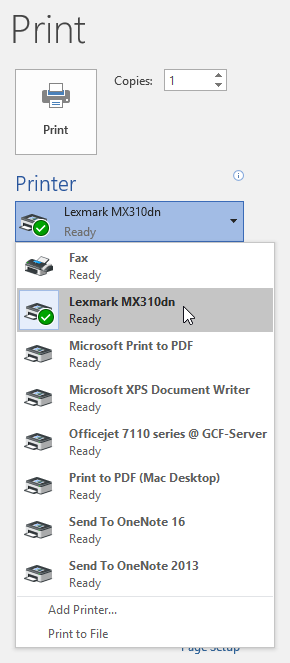 Print
Copies: 1
Print
Printer
Lexmark MX310dn
Ready
Fax
Ready
Lexmark MX310dn
Ready
Microsoft Print to PDF
Ready
Microsoft XPS Document Writer
Ready
Officejet 7110 series @ GCF-Server
Ready
Print to PDF (Mac Desktop)
Ready
Send To OneNote 16
Ready
Send To OneNote 2013
Ready
Add Printer...
Print to File
Page Setup